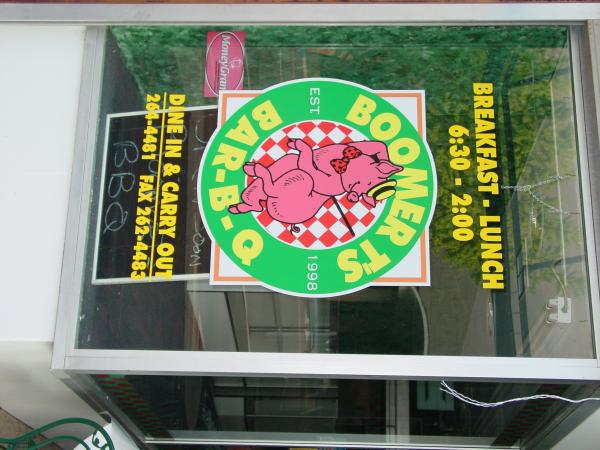 BREAKFAST - LUNCH
6:30 - 2:00
BOOMER T'S
EST 1998
BAR-B-Q
DINE IN & CARRY OUT
264-4481 FAX 262-4483
MoneyGram
BBQ